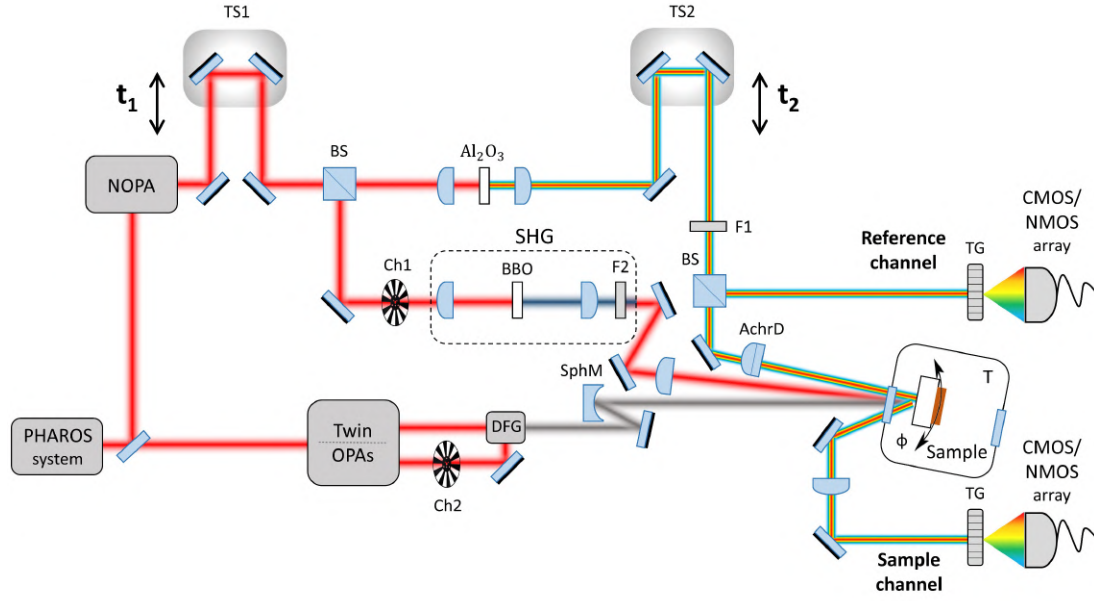 TS1
TS2
t₁
t₂
BS
Al₂O₃
NOPA
CMOS/
NMOS
array
F1
Reference
channel
TG
SHG
BS
Ch1
BBO
F2
AchrD
SphM
T
PHAROS
system
Twin
OPAs
DFG
ϕ
Sample
CMOS/
NMOS
array
Ch2
TG
Sample
channel